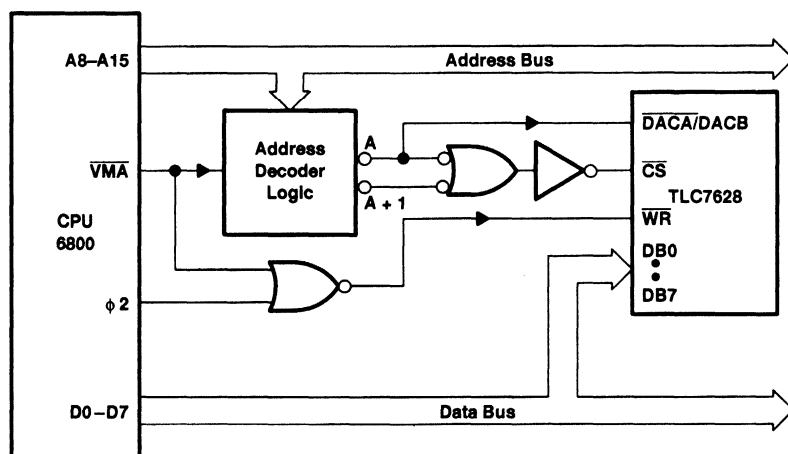 A8–A15
Address Bus
VMA
Address
Decoder
Logic
A
A + 1
DACA/DACB
CS
TLC7628
WR
CPU
6800
DB0
DB7
ϕ 2
D0–D7
Data Bus